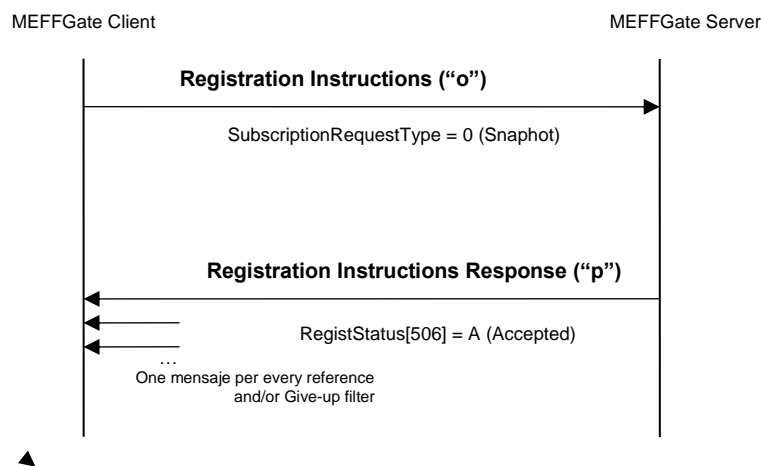 MEFFGate Client MEFFGate Server
Registration Instructions (“o”)
SubscriptionRequestType = 0 (Snaphot)
Registration Instructions Response (“p”)
RegistStatus[506] = A (Accepted)
…
One mensaje per every reference
and/or Give-up filter